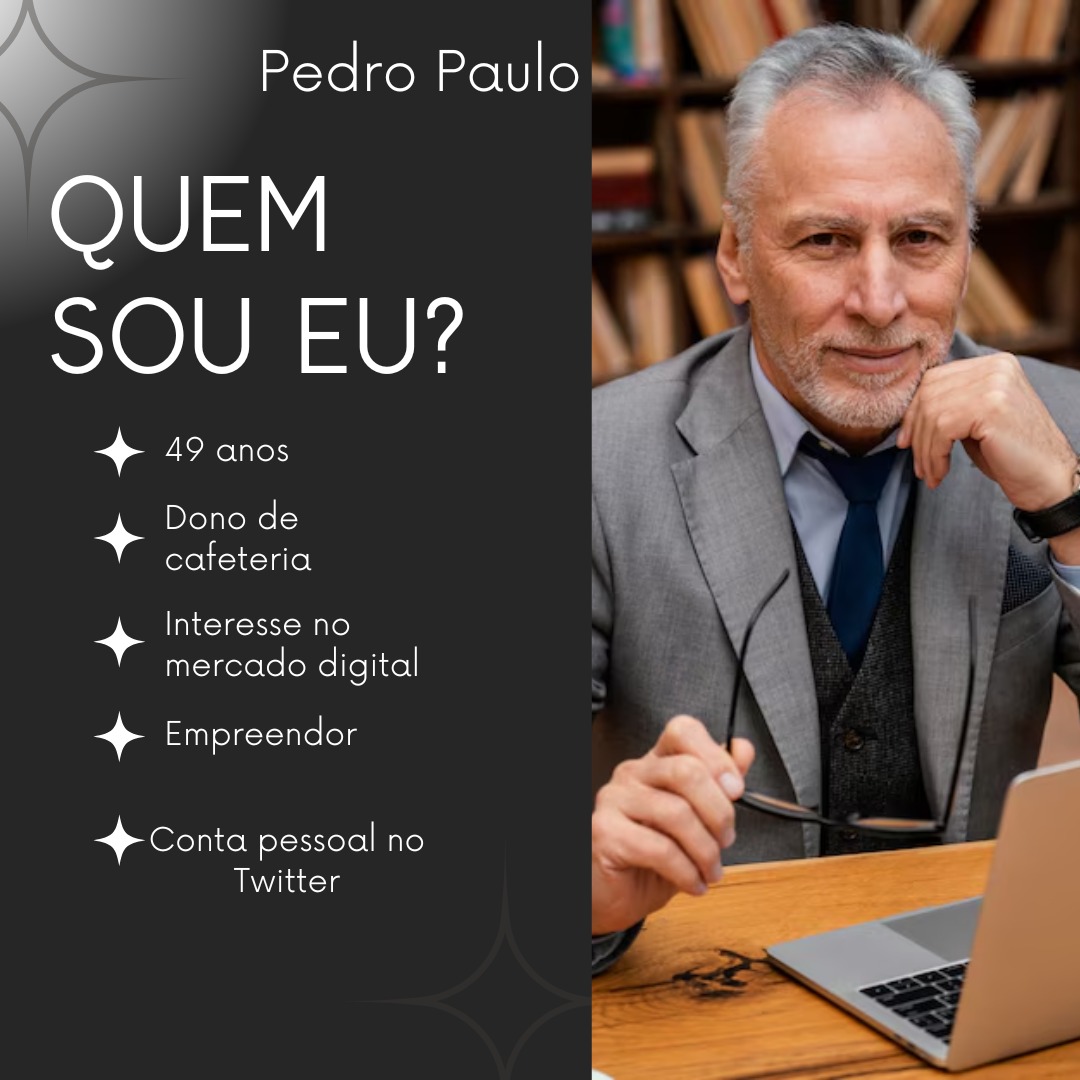 Pedro Paulo
QUEM
SOU EU?
49 anos
Dono de
cafeteria
Interesse no
mercado digital
Empreendor
Conta pessoal no
Twitter